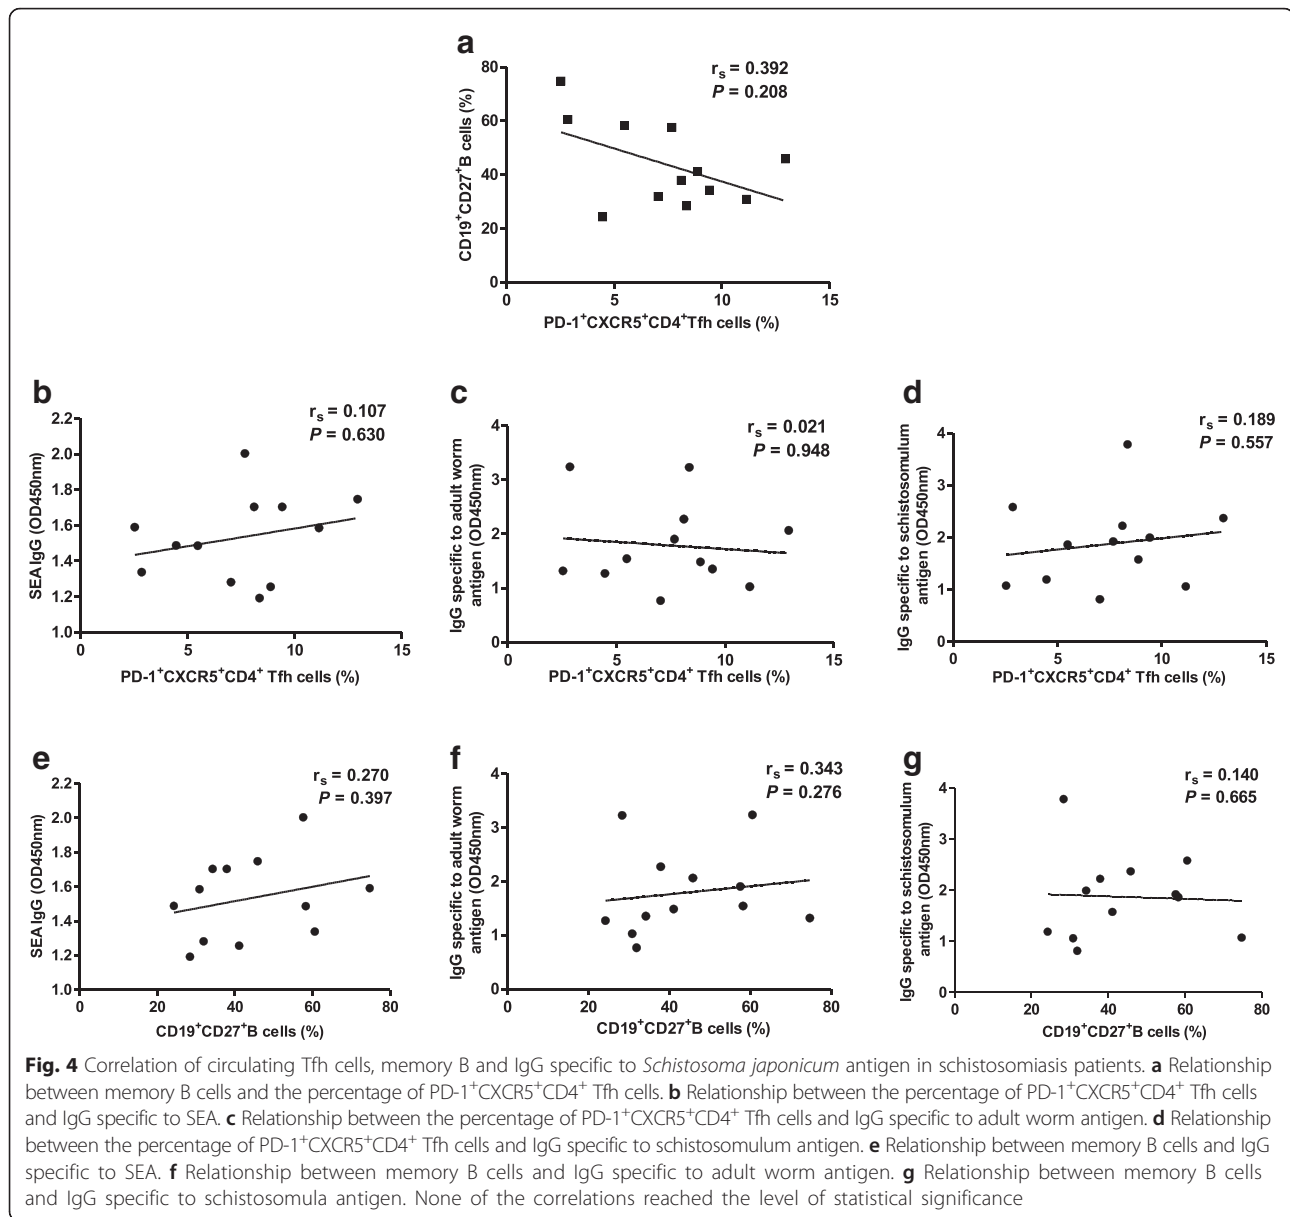 a
r_s = 0.392
P = 0.208
80
60
40
20
0
CD19⁺CD27⁺B cells (%)
0 5 10 15
PD-1⁺CXCR5⁺CD4⁺Tfh cells (%)
b
r_s = 0.107
P = 0.630
2.2
2.0
1.8
1.6
1.4
1.2
1.0
SEA IgG (OD450nm)
0 5 10 15
PD-1⁺CXCR5⁺CD4⁺ Tfh cells (%)
c
r_s = 0.021
P = 0.948
4
3
2
1
0
IgG specific to adult worm
antigen (OD450nm)
0 5 10 15
PD-1⁺CXCR5⁺CD4⁺ Tfh cells (%)
d
r_s = 0.189
P = 0.557
4
3
2
1
0
IgG specific to schistosomulum
antigen (OD450nm)
0 5 10 15
PD-1⁺CXCR5⁺CD4⁺ Tfh cells (%)
e
r_s = 0.270
P = 0.397
2.2
2.0
1.8
1.6
1.4
1.2
1.0
SEA IgG (OD450nm)
0 20 40 60 80
CD19⁺CD27⁺B cells (%)
f
r_s = 0.343
P = 0.276
4
3
2
1
0
IgG specific to adult worm
antigen (OD450nm)
0 20 40 60 80
CD19⁺CD27⁺B cells (%)
g
r_s = 0.140
P = 0.665
4
3
2
1
0
IgG specific to schistosomulum
antigen (OD450nm)
0 20 40 60 80
CD19⁺CD27⁺B cells (%)
Fig. 4 Correlation of circulating Tfh cells, memory B and IgG specific to Schistosoma japonicum antigen in schistosomiasis patients. a Relationship
between memory B cells and the percentage of PD-1⁺CXCR5⁺CD4⁺ Tfh cells. b Relationship between the percentage of PD-1⁺CXCR5⁺CD4⁺ Tfh cells
and IgG specific to SEA. c Relationship between the percentage of PD-1⁺CXCR5⁺CD4⁺ Tfh cells and IgG specific to adult worm antigen. d Relationship
between the percentage of PD-1⁺CXCR5⁺CD4⁺ Tfh cells and IgG specific to schistosomulum antigen. e Relationship between memory B cells and IgG
specific to SEA. f Relationship between memory B cells and IgG specific to adult worm antigen. g Relationship between memory B cells
and IgG specific to schistosomula antigen. None of the correlations reached the level of statistical significance